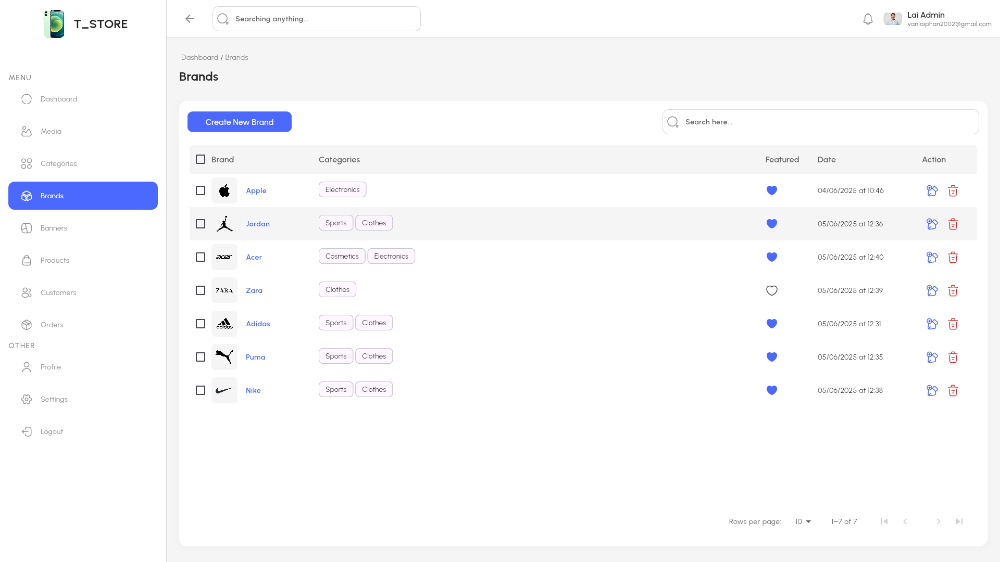 T_STORE
MENU
Dashboard
Media
Categories
Brands
Banners
Products
Customers
Orders
OTHER
Profile
Settings
Logout
Searching anything...
Lai Admin
vanlaiphan2002@gmail.com
Dashboard / Brands
Brands
Create New Brand
Search here...
Brand Categories Featured Date Action
Apple Electronics 04/06/2025 at 10:46
Jordan Sports Clothes 05/06/2025 at 12:36
acer Acer Cosmetics Electronics 05/06/2025 at 12:40
ZARA Zara Clothes 05/06/2025 at 12:39
adidas Adidas Sports Clothes 05/06/2025 at 12:31
Puma Sports Clothes 05/06/2025 at 12:35
Nike Sports Clothes 05/06/2025 at 12:38
Rows per page: 10 1–7 of 7